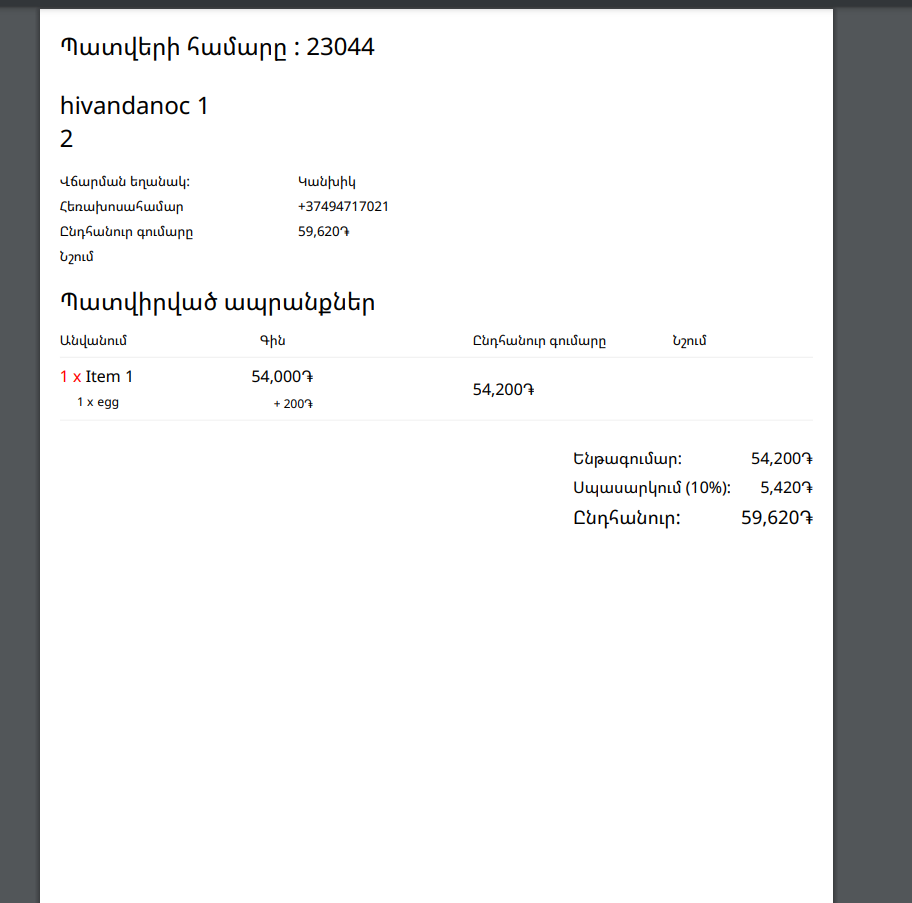 Պատվերի համարը : 23044
hivandanoc 1
2
Վճարման եղանակ: Կանխիկ
Հեռախոսահամար +37494717021
Ընդհանուր գումարը 59,620֏
Նշում
Պատվիրված ապրանքներ
Անվանում Գին Ընդհանուր գումարը Նշում
1 x Item 1 54,000֏
54,200֏
1 x egg + 200֏
Ենթագումար: 54,200֏
Սպասարկում (10%): 5,420֏
Ընդհանուր: 59,620֏